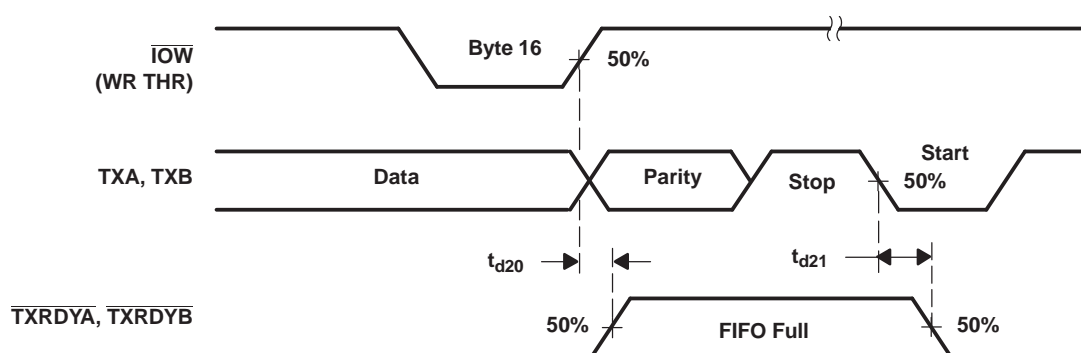 IOW
(WR THR)
Byte 16
50%
TXA, TXB
Data
Parity
Stop
Start
50%
td20
td21
TXRDYA, TXRDYB
50%
FIFO Full
50%